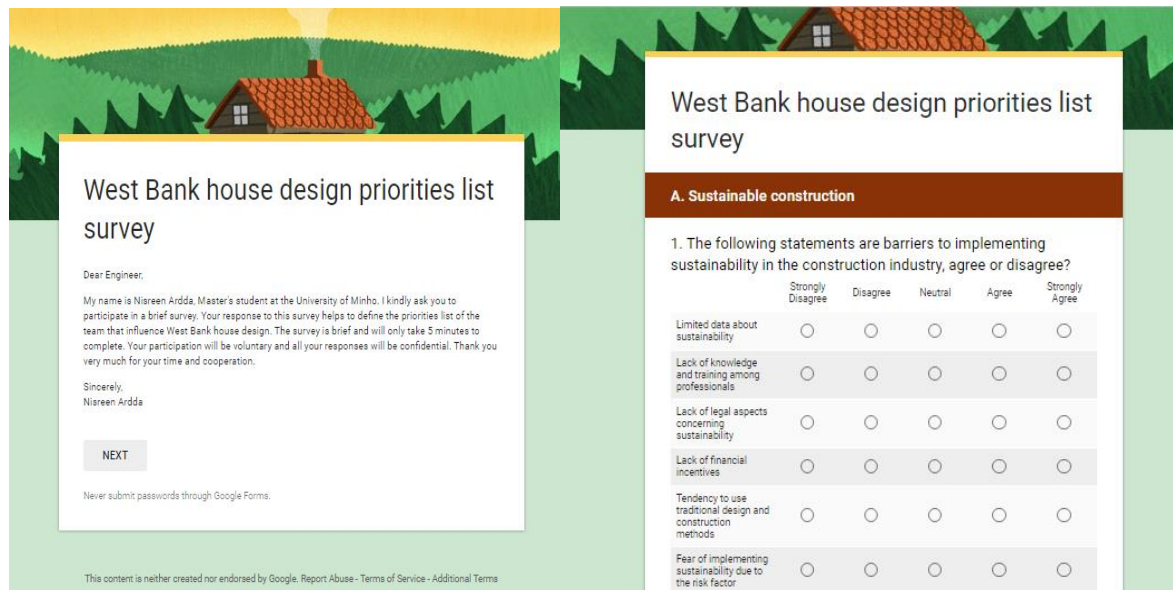 West Bank house design priorities list
survey
Dear Engineer,
My name is Nisreen Ardda, Master's student at the University of Minho. I kindly ask you to
participate in a brief survey. Your response to this survey helps to define the priorities list of the
team that influence West Bank house design. The survey is brief and will only take 5 minutes to
complete. Your participation will be voluntary and all your responses will be confidential. Thank you
very much for your time and cooperation.
Sincerely,
Nisreen Ardda
NEXT
Never submit passwords through Google Forms.
This content is neither created nor endorsed by Google. Report Abuse - Terms of Service - Additional Terms
West Bank house design priorities list
survey
A. Sustainable construction
1. The following statements are barriers to implementing
sustainability in the construction industry, agree or disagree?
Strongly Disagree Disagree Neutral Agree Strongly Agree
Limited data about
sustainability
Lack of knowledge
and training among
professionals
Lack of legal aspects
concerning
sustainability
Lack of financial
incentives
Tendency to use
traditional design and
construction
methods
Fear of implementing
sustainability due to
the risk factor